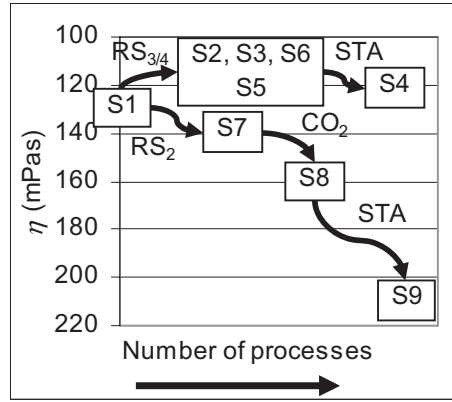 100
120
140
160
180
200
220
η (mPas)
RS3/4
S2, S3, S6
S5
STA
S4
S1
RS2
S7
CO2
S8
STA
S9
Number of processes